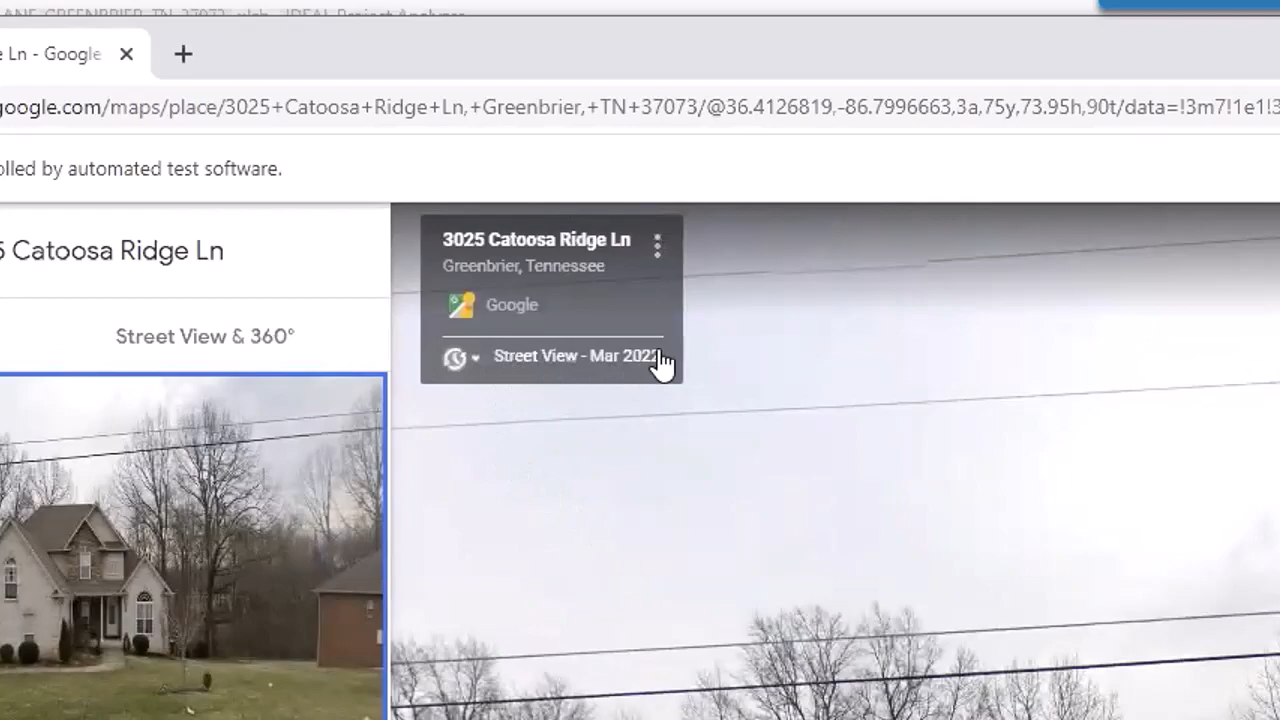 e Ln - Google
google.com/maps/place/3025+Catoosa+Ridge+Ln,+Greenbrier,+TN+37073/@36.4126819,-86.7996663,3a,75y,73.95h,90t/data=!3m7!1e1!3
olled by automated test software.
5 Catoosa Ridge Ln
Street View & 360°
3025 Catoosa Ridge Ln
Greenbrier, Tennessee
Google
Street View - Mar 2022